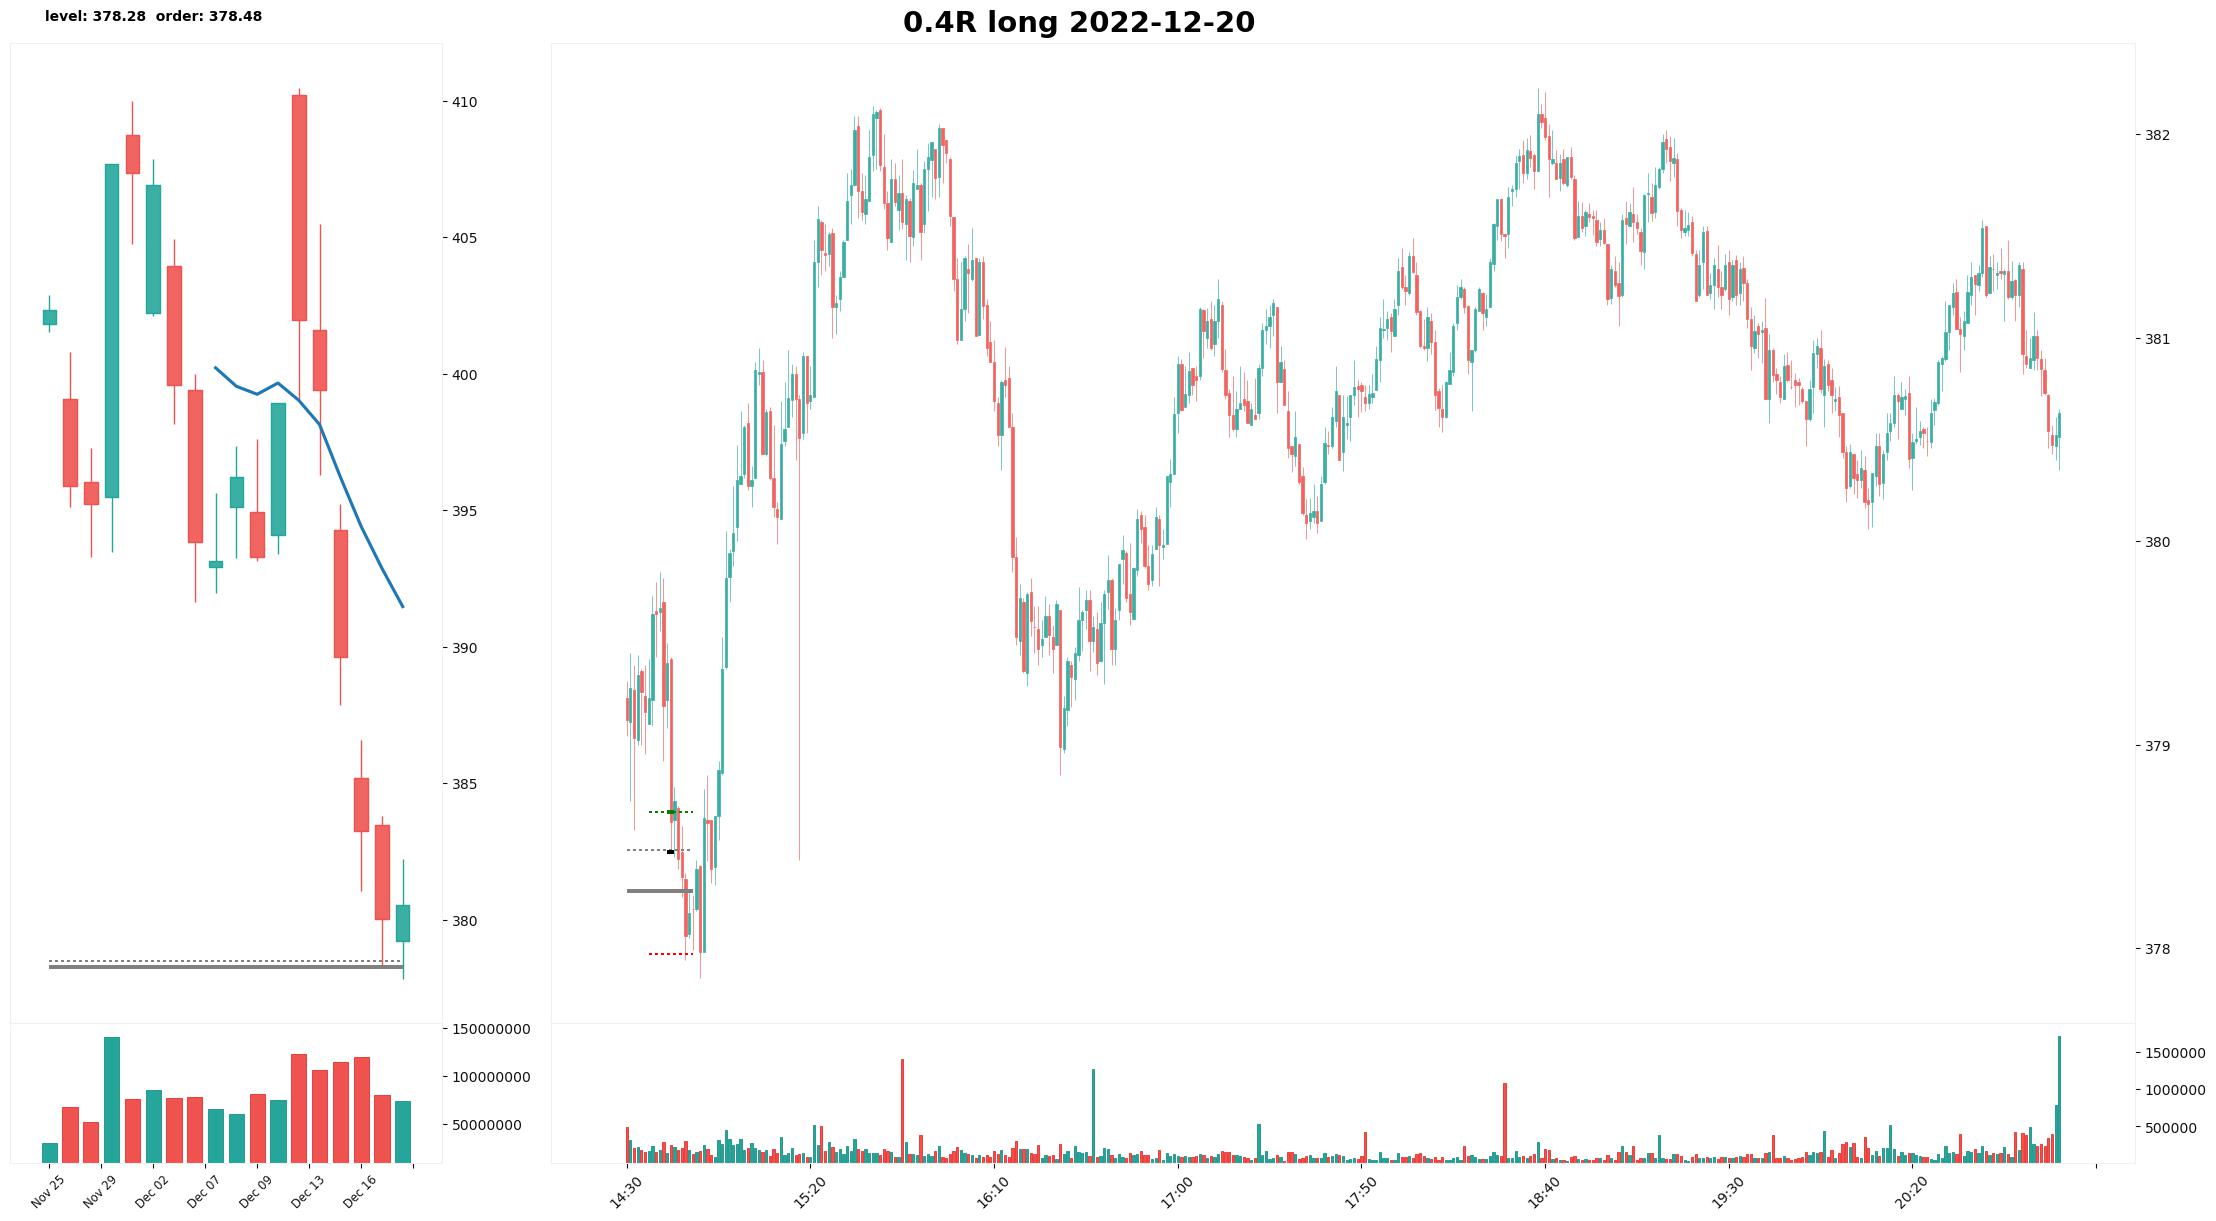 level: 378.28  order: 378.48
0.4R long 2022-12-20
410
405
400
395
390
385
380
150000000
100000000
50000000
Nov 25
Nov 29
Dec 02
Dec 07
Dec 09
Dec 13
Dec 16
382
381
380
379
378
1500000
1000000
500000
14:30
15:20
16:10
17:00
17:50
18:40
19:30
20:20